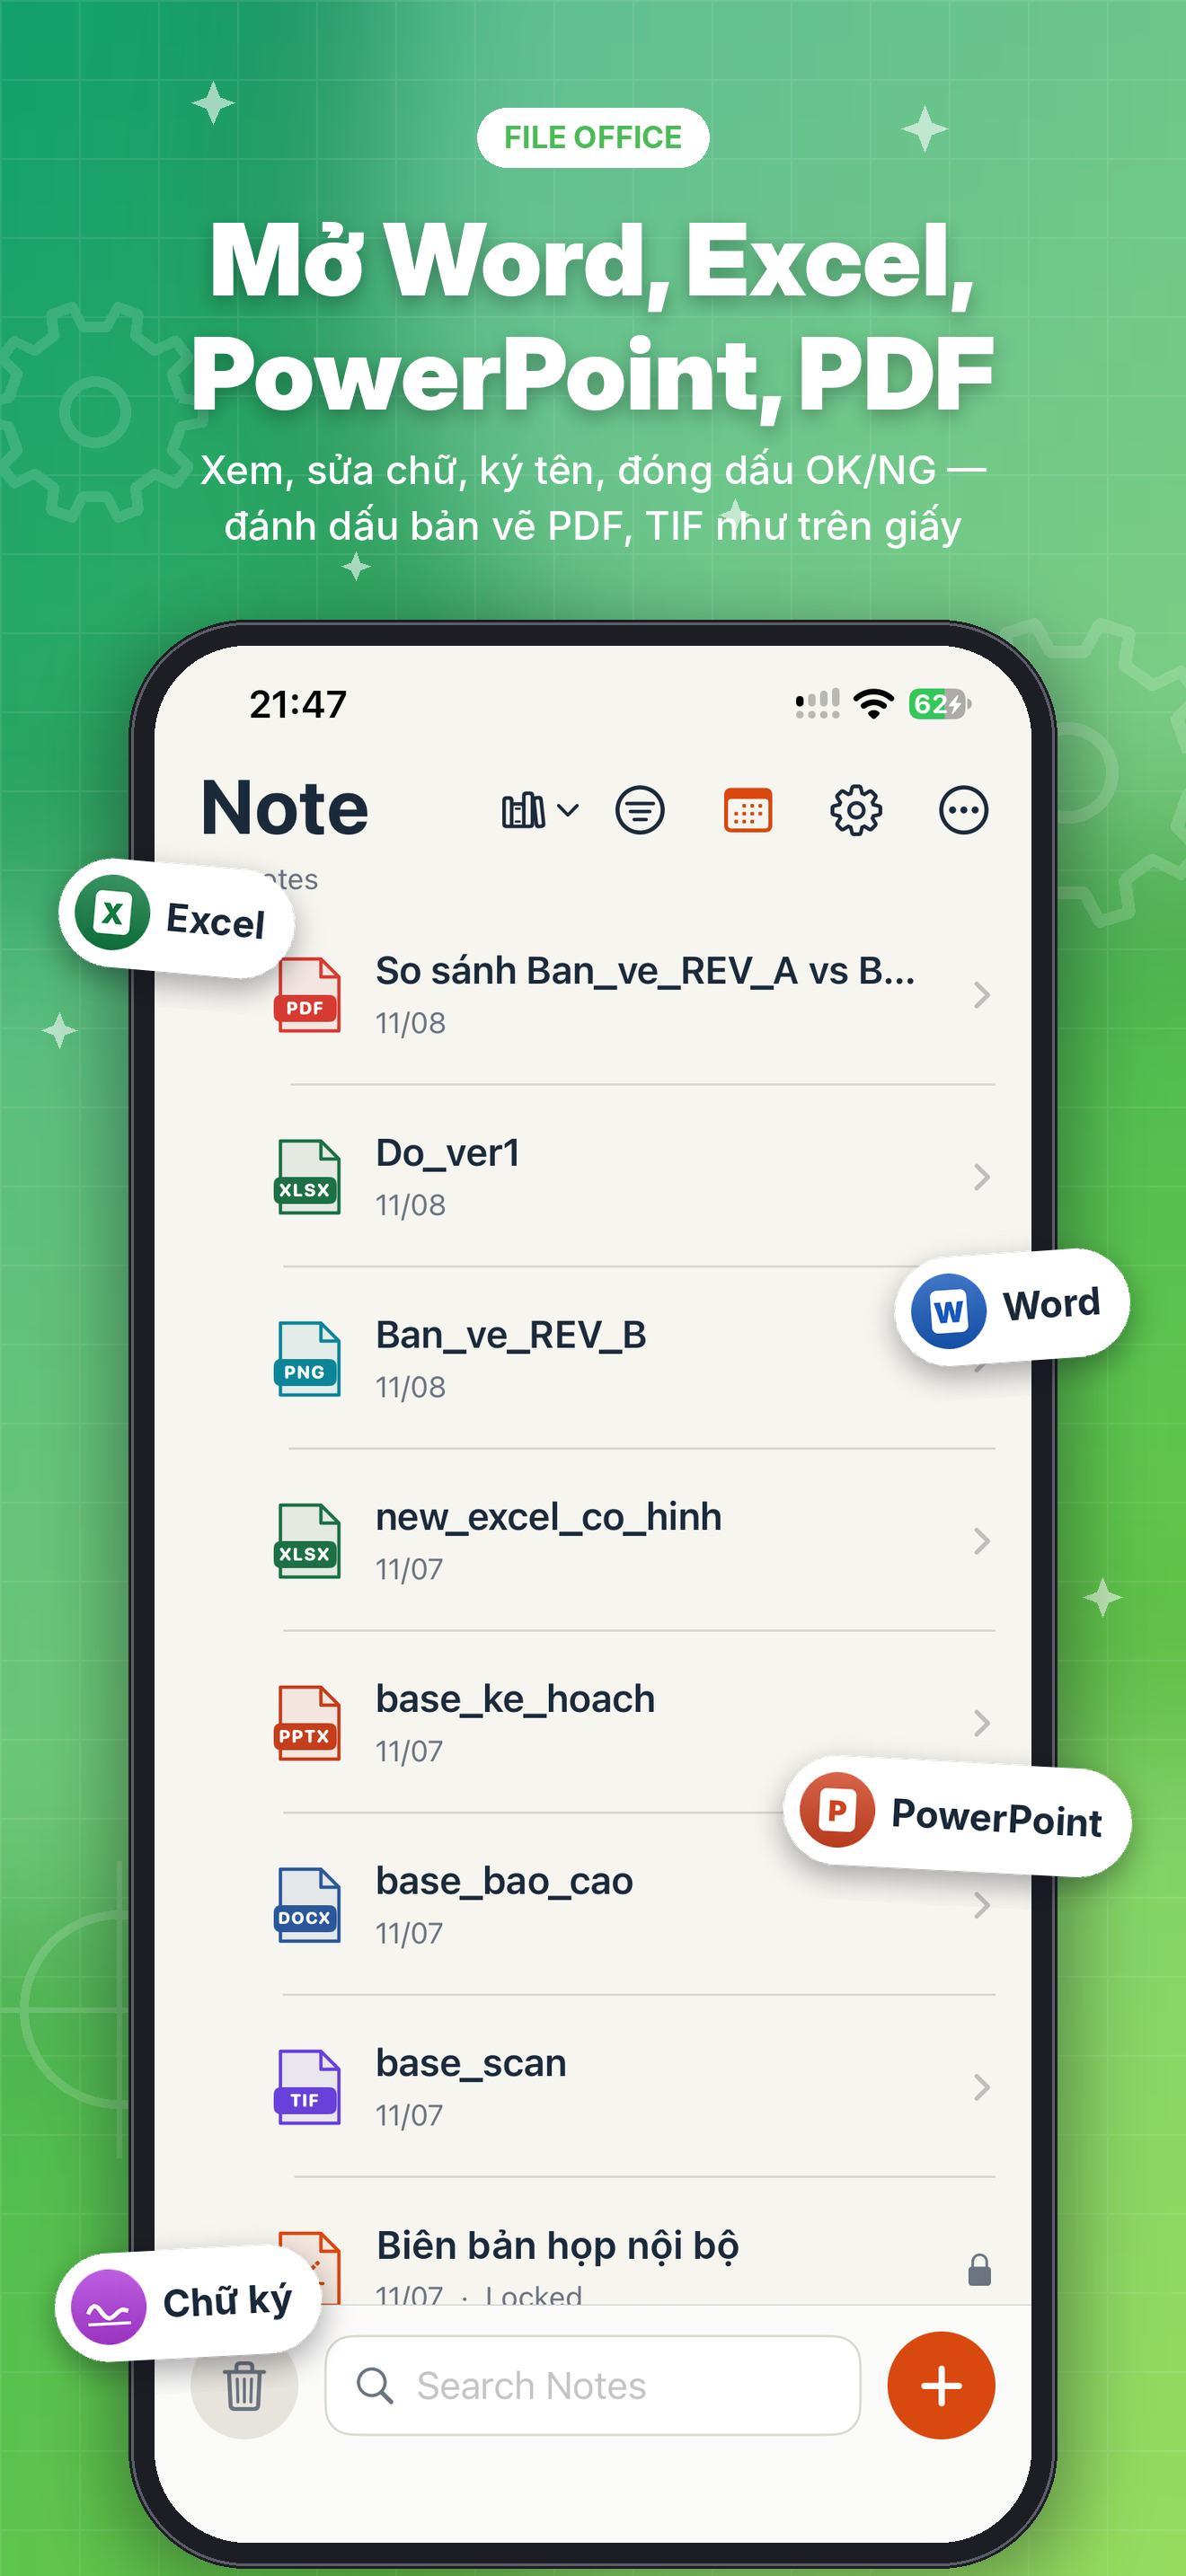 FILE OFFICE
Mở Word, Excel,
PowerPoint, PDF
Xem, sửa chữ, ký tên, đóng dấu OK/NG —
đánh dấu bản vẽ PDF, TIF như trên giấy
21:47
62
Note
Excel
PDF
So sánh Ban_ve_REV_A vs B...
11/08
XLSX
Do_ver1
11/08
Word
PNG
Ban_ve_REV_B
11/08
XLSX
new_excel_co_hinh
11/07
PPTX
base_ke_hoach
11/07
PowerPoint
DOCX
base_bao_cao
11/07
TIF
base_scan
11/07
Biên bản họp nội bộ
11/07 · Locked
Chữ ký
Search Notes